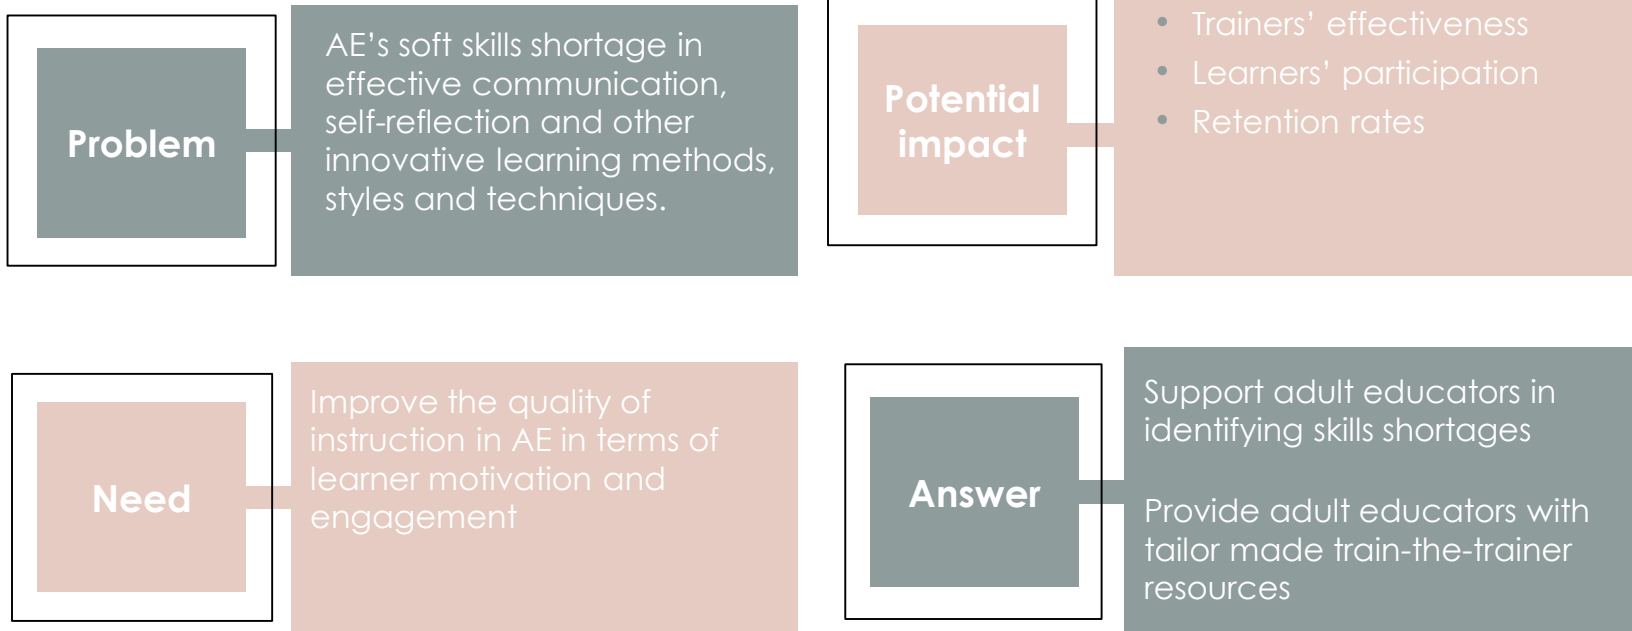 Problem
AE’s soft skills shortage in
effective communication,
self-reflection and other
innovative learning methods,
styles and techniques.
Potential
impact
• Trainers’ effectiveness
• Learners’ participation
• Retention rates
Need
Improve the quality of
instruction in AE in terms of
learner motivation and
engagement
Answer
Support adult educators in
identifying skills shortages
Provide adult educators with
tailor made train-the-trainer
resources